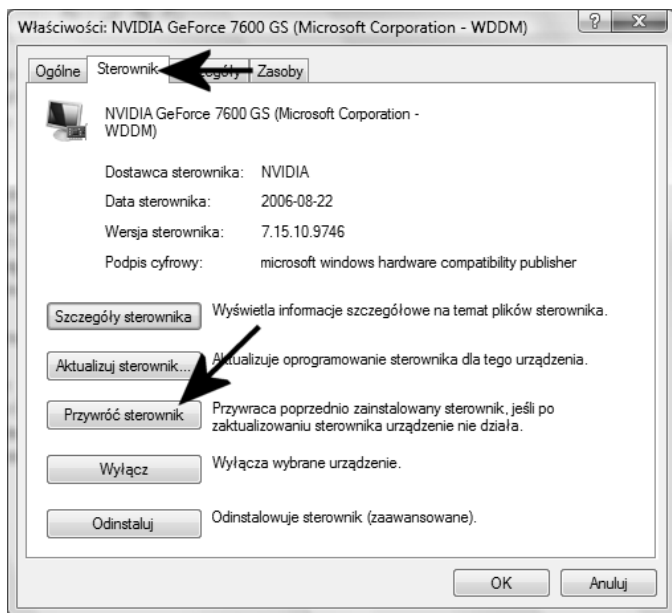 Właściwości: NVIDIA GeForce 7600 GS (Microsoft Corporation - WDDM)
Ogólne Sterownik Zasoby
NVIDIA GeForce 7600 GS (Microsoft Corporation -
WDDM)
Dostawca sterownika: NVIDIA
Data sterownika: 2006-08-22
Wersja sterownika: 7.15.10.9746
Podpis cyfrowy: microsoft windows hardware compatibility publisher
Szczegóły sterownika Wyświetla informacje szczegółowe na temat plików sterownika.
Aktualizuj sterownik... Aktualizuje oprogramowanie sterownika dla tego urządzenia.
Przywróć sterownik Przywraca poprzednio zainstalowany sterownik, jeśli po
zaktualizowaniu sterownika urządzenie nie działa.
Wyłącz Wyłącza wybrane urządzenie.
Odinstaluj Odinstalowuje sterownik (zaawansowane).
OK Anuluj